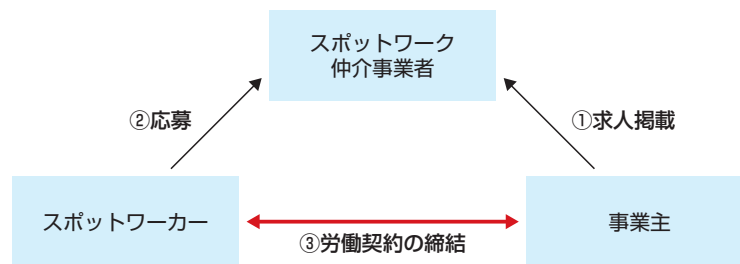 スポットワーク
仲介事業者
②応募
①求人掲載
スポットワーカー
事業主
③労働契約の締結